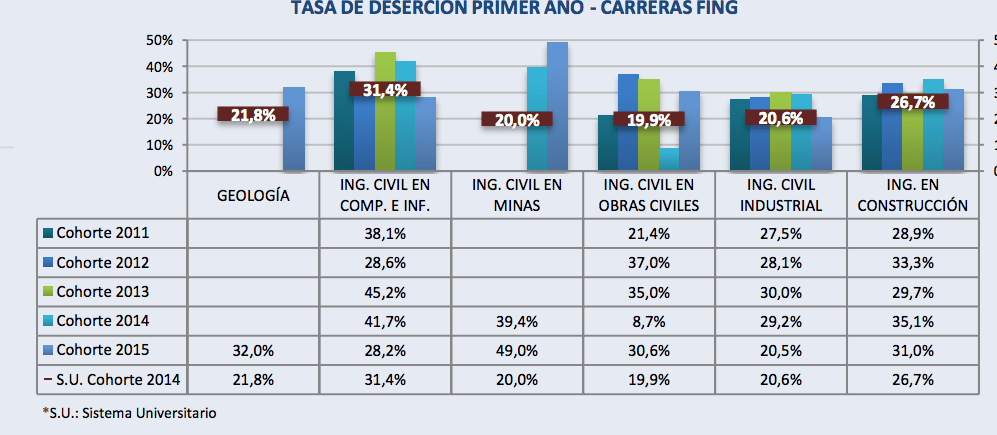 TASA DE DESERCIÓN PRIMER AÑO - CARRERAS FING
50%
40%
30%
20%
10%
0%
21,8%
31,4%
20,0%
19,9%
20,6%
26,7%
GEOLOGÍA
ING. CIVIL EN
COMP. E INF.
ING. CIVIL EN
MINAS
ING. CIVIL EN
OBRAS CIVILES
ING. CIVIL
INDUSTRIAL
ING. EN
CONSTRUCCIÓN
Cohorte 2011 38,1% 21,4% 27,5% 28,9%
Cohorte 2012 28,6% 37,0% 28,1% 33,3%
Cohorte 2013 45,2% 35,0% 30,0% 29,7%
Cohorte 2014 41,7% 39,4% 8,7% 29,2% 35,1%
Cohorte 2015 32,0% 28,2% 49,0% 30,6% 20,5% 31,0%
S.U. Cohorte 2014 21,8% 31,4% 20,0% 19,9% 20,6% 26,7%
*S.U.: Sistema Universitario